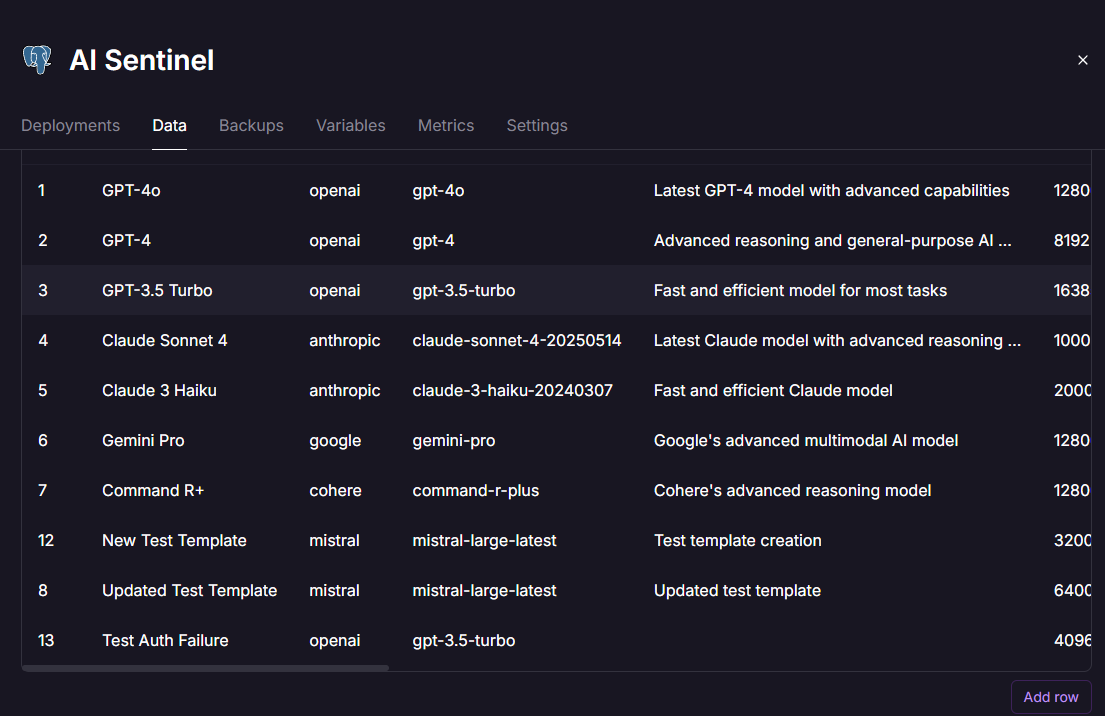 AI Sentinel
×
Deployments Data Backups Variables Metrics Settings
1 GPT-4o openai gpt-4o Latest GPT-4 model with advanced capabilities 1280
2 GPT-4 openai gpt-4 Advanced reasoning and general-purpose AI ... 8192
3 GPT-3.5 Turbo openai gpt-3.5-turbo Fast and efficient model for most tasks 1638
4 Claude Sonnet 4 anthropic claude-sonnet-4-20250514 Latest Claude model with advanced reasoning ... 1000
5 Claude 3 Haiku anthropic claude-3-haiku-20240307 Fast and efficient Claude model 2000
6 Gemini Pro google gemini-pro Google's advanced multimodal AI model 1280
7 Command R+ cohere command-r-plus Cohere's advanced reasoning model 1280
12 New Test Template mistral mistral-large-latest Test template creation 3200
8 Updated Test Template mistral mistral-large-latest Updated test template 6400
13 Test Auth Failure openai gpt-3.5-turbo 4096
Add row